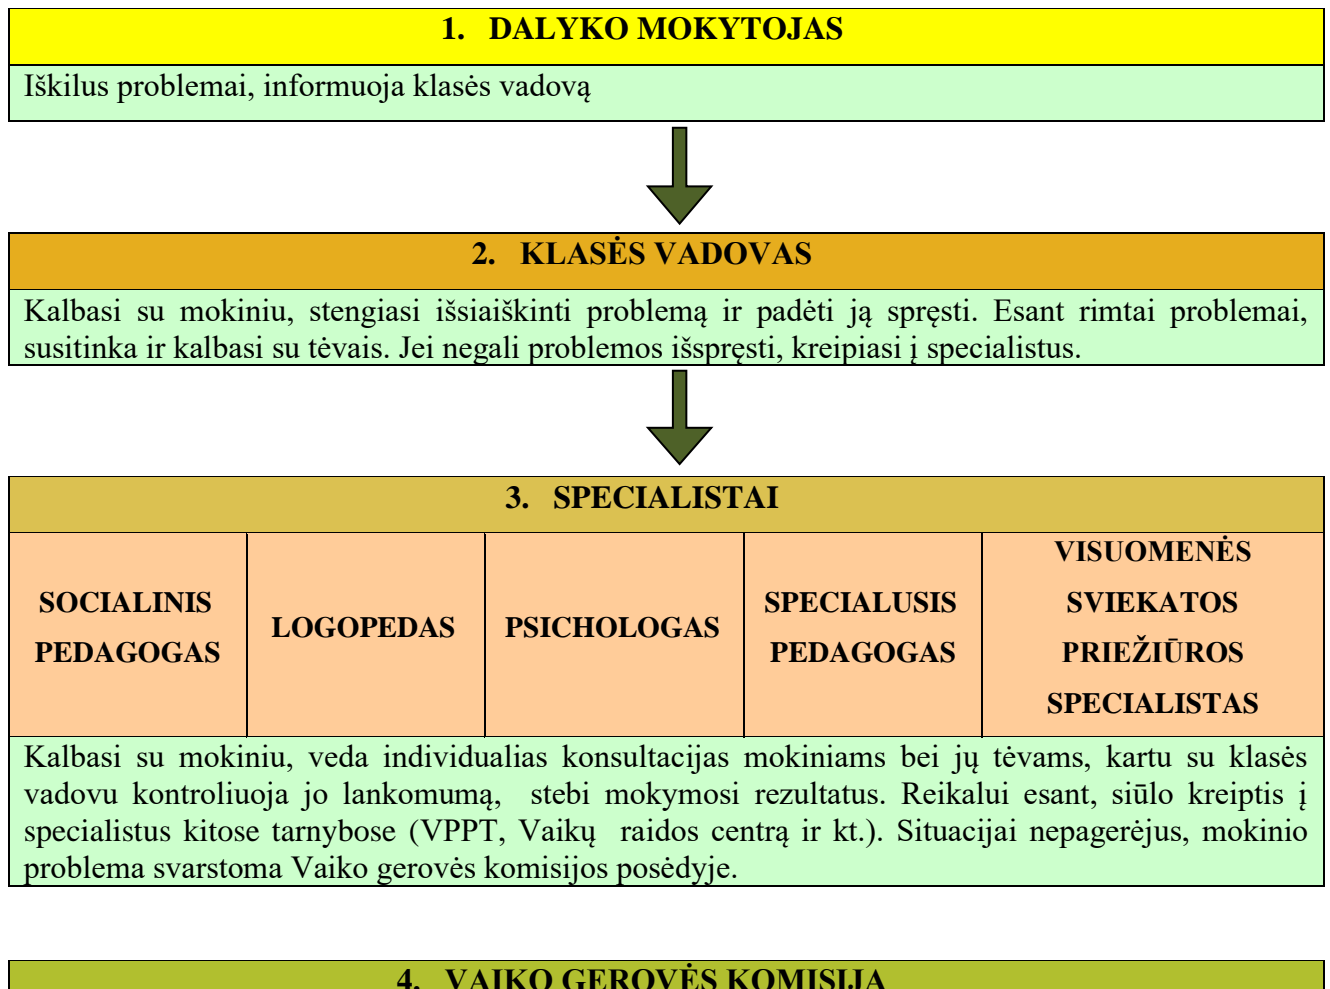 1. DALYKO MOKYTOJAS
Iškilus problemai, informuoja klasės vadovą
2. KLASĖS VADOVAS
Kalbasi su mokiniu, stengiasi išsiaiškinti problemą ir padėti ją spręsti. Esant rimtai problemai,
susitinka ir kalbasi su tėvais. Jei negali problemos išspręsti, kreipiasi į specialistus.
3. SPECIALISTAI
SOCIALINIS
PEDAGOGAS
LOGOPEDAS
PSICHOLOGAS
SPECIALUSIS
PEDAGOGAS
VISUOMENĖS
SVIEKATOS
PRIEŽIŪROS
SPECIALISTAS
Kalbasi su mokiniu, veda individualias konsultacijas mokiniams bei jų tėvams, kartu su klasės
vadovu kontroliuoja jo lankomumą, stebi mokymosi rezultatus. Reikalui esant, siūlo kreiptis į
specialistus kitose tarnybose (VPPT, Vaikų raidos centrą ir kt.). Situacijai nepagerėjus, mokinio
problema svarstoma Vaiko gerovės komisijos posėdyje.
4. VAIKO GEROVĖS KOMISIJA